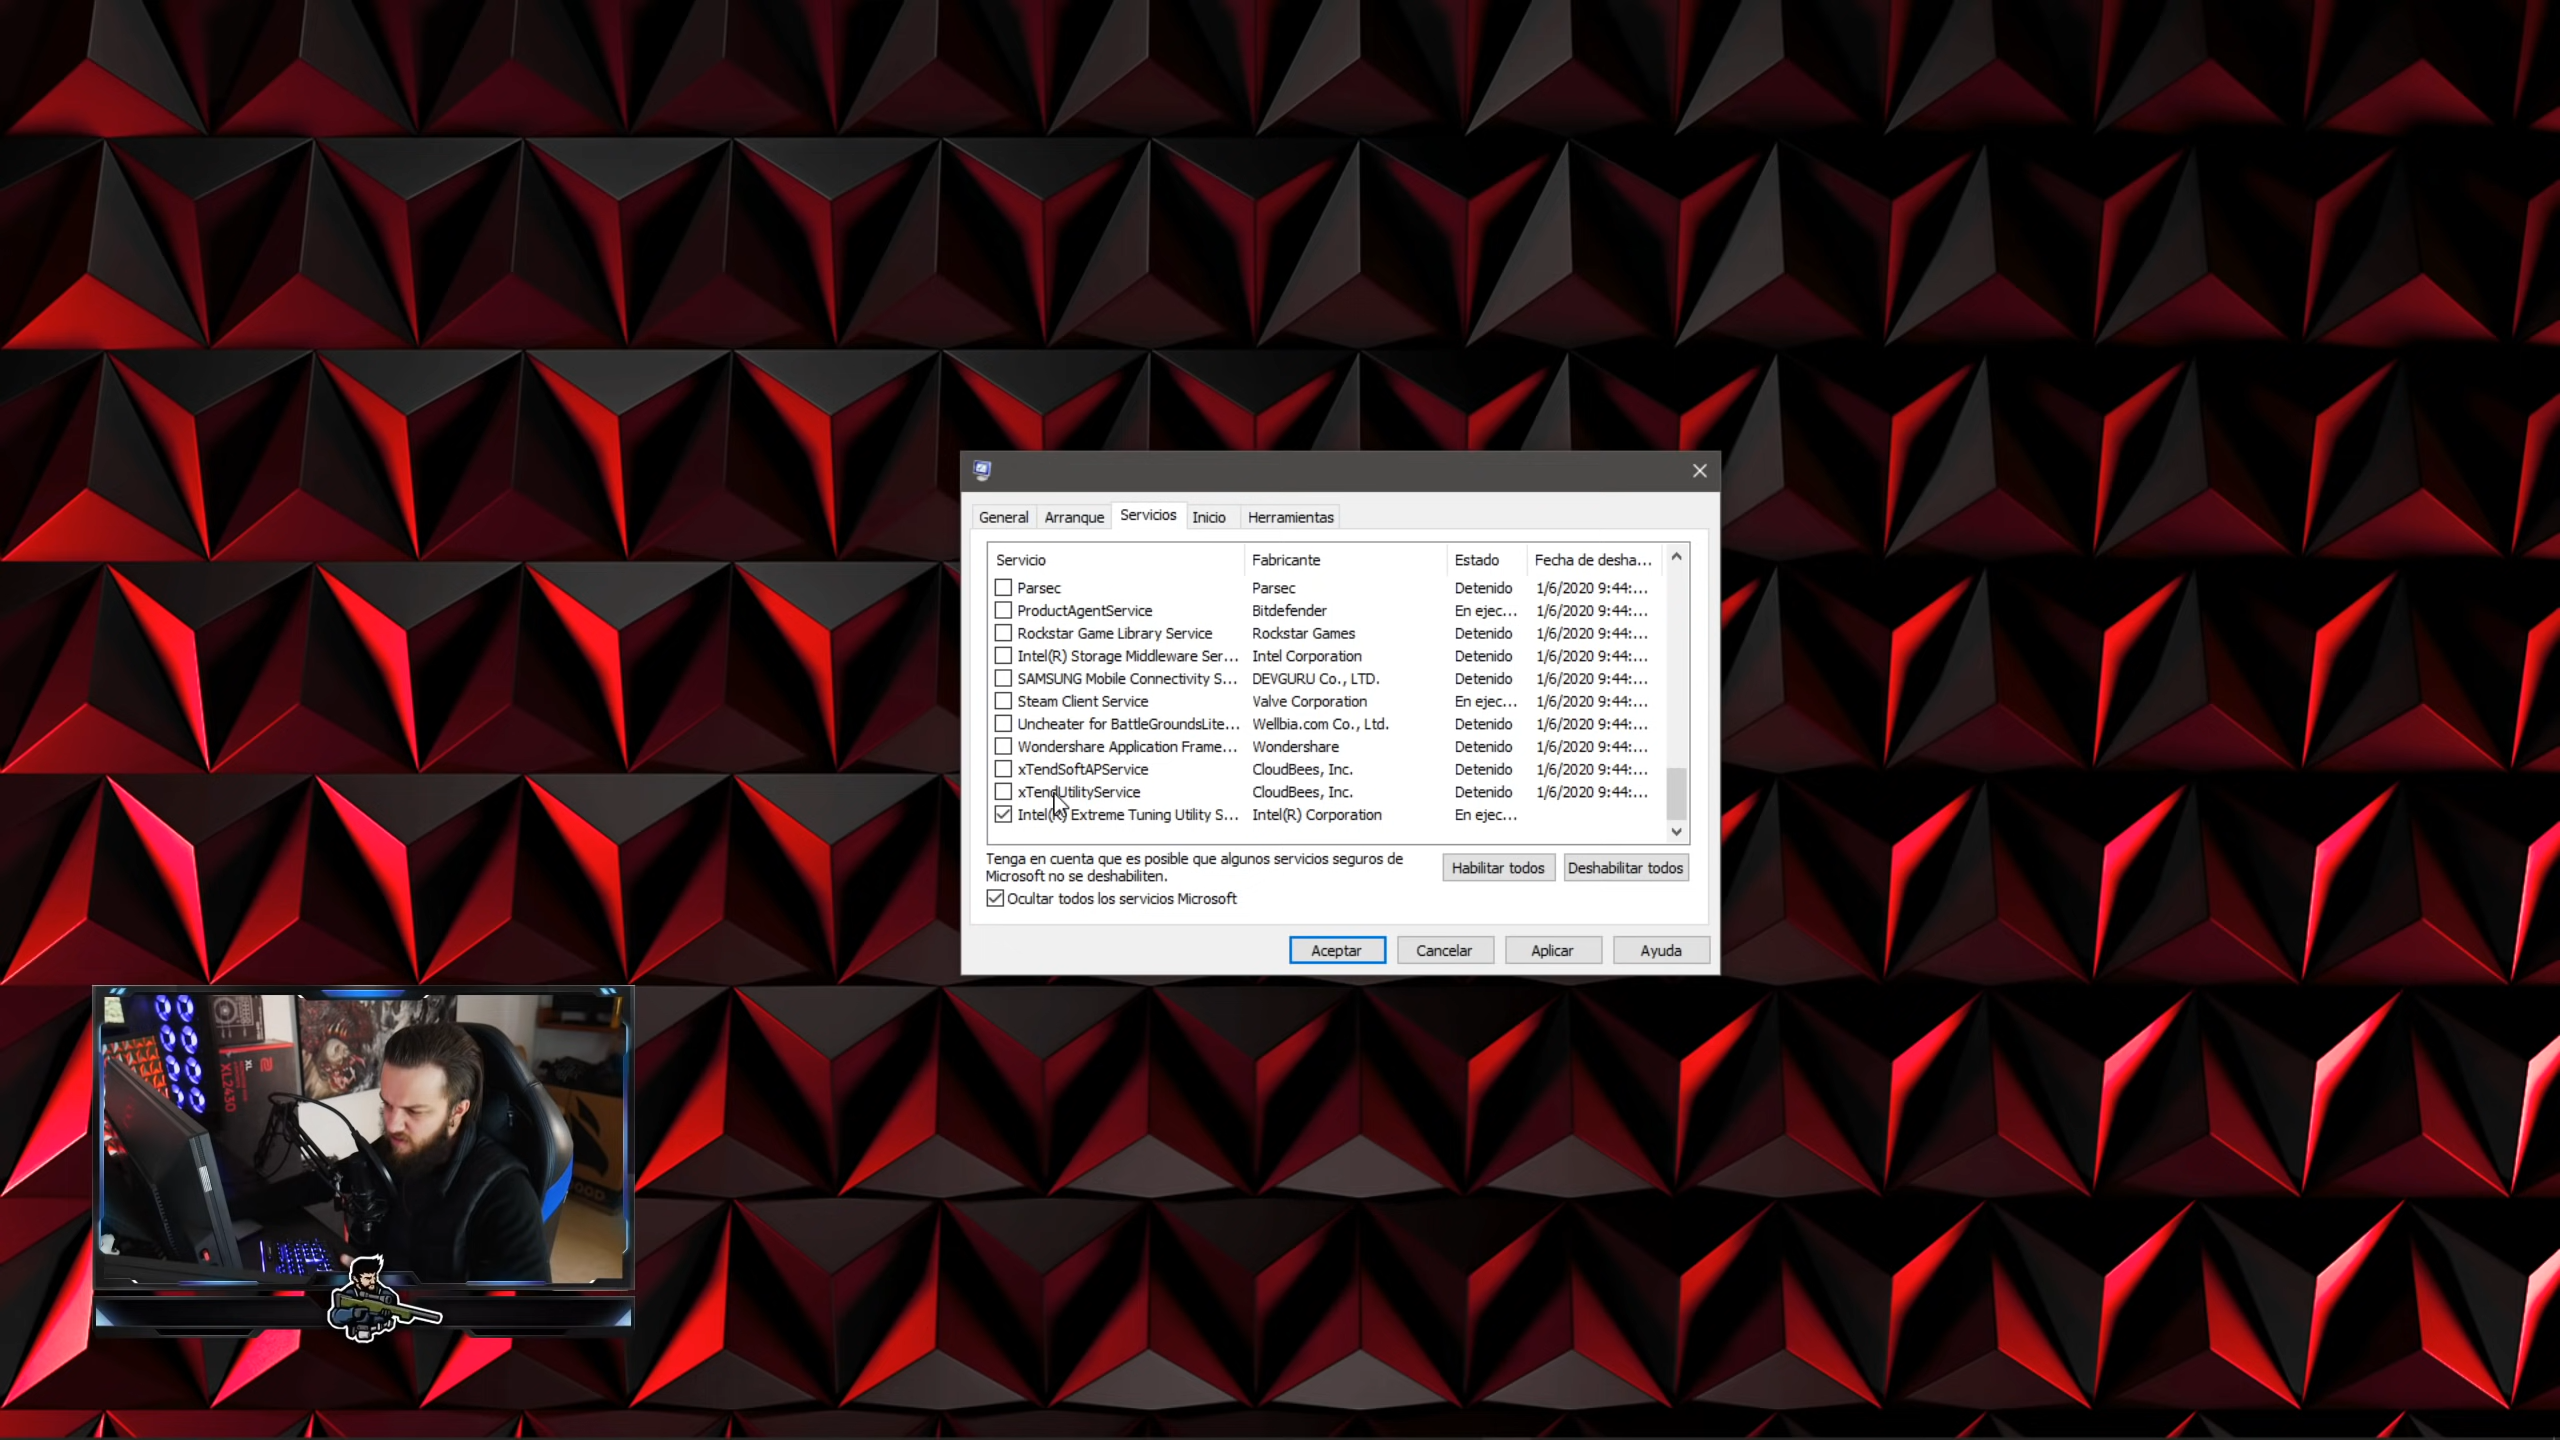 General Arranque Servicios Inicio Herramientas
Servicio Fabricante Estado Fecha de desha...
Parsec Parsec Detenido 1/6/2020 9:44:...
ProductAgentService Bitdefender En ejec... 1/6/2020 9:44:...
Rockstar Game Library Service Rockstar Games Detenido 1/6/2020 9:44:...
Intel(R) Storage Middleware Ser... Intel Corporation Detenido 1/6/2020 9:44:...
SAMSUNG Mobile Connectivity S... DEVGURU Co., LTD. Detenido 1/6/2020 9:44:...
Steam Client Service Valve Corporation En ejec... 1/6/2020 9:44:...
Uncheater for BattleGroundsLite... Wellbia.com Co., Ltd. Detenido 1/6/2020 9:44:...
Wondershare Application Frame... Wondershare Detenido 1/6/2020 9:44:...
xTendSoftAPService CloudBees, Inc. Detenido 1/6/2020 9:44:...
xTendUtilityService CloudBees, Inc. Detenido 1/6/2020 9:44:...
Intel(R) Extreme Tuning Utility S... Intel(R) Corporation En ejec...
Tenga en cuenta que es posible que algunos servicios seguros de
Microsoft no se deshabiliten.
Habilitar todos Deshabilitar todos
Ocultar todos los servicios Microsoft
Aceptar Cancelar Aplicar Ayuda
XL2430
XL